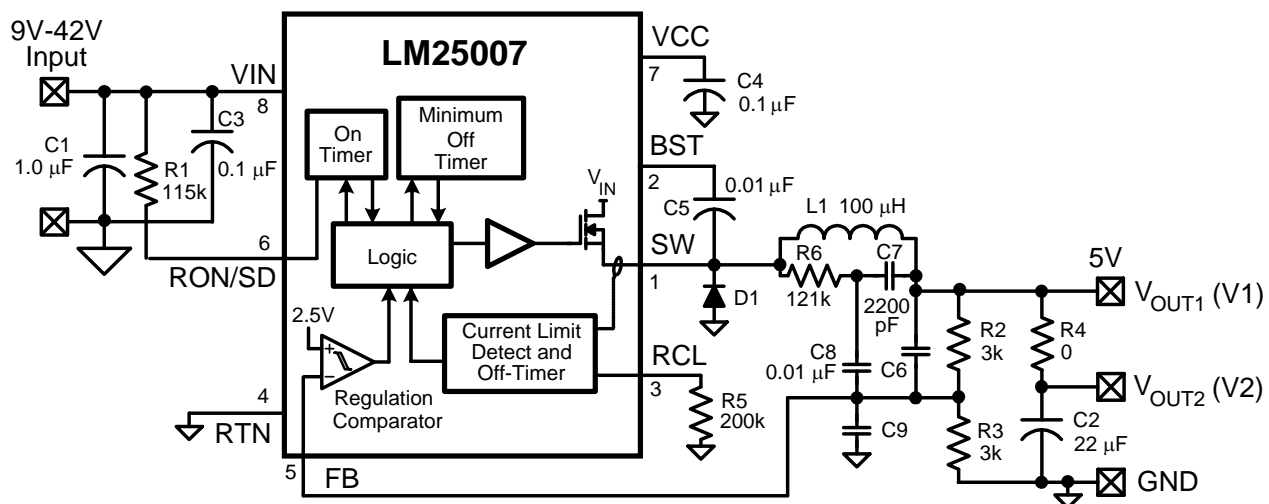 9V-42V
Input
LM25007
VIN
8
C1
1.0 μF
R1
115k
C3
0.1 μF
6
RON/SD
On
Timer
Minimum
Off
Timer
Logic
VIN
2.5V
+
-
Regulation
Comparator
Current Limit
Detect and
Off-Timer
4
RTN
5
FB
VCC
7
C4
0.1 μF
BST
2
0.01 μF
C5
SW
1
D1
L1 100 μH
R6
121k
C7
2200
pF
C8
0.01 μF
C6
C9
RCL
3
R5
200k
R2
3k
R3
3k
5V
VOUT1 (V1)
R4
0
VOUT2 (V2)
C2
22 μF
GND